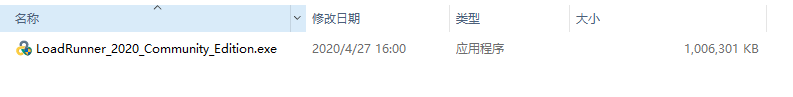 名称 修改日期 类型 大小
LoadRunner_2020_Community_Edition.exe 2020/4/27 16:00 应用程序 1,006,301 KB